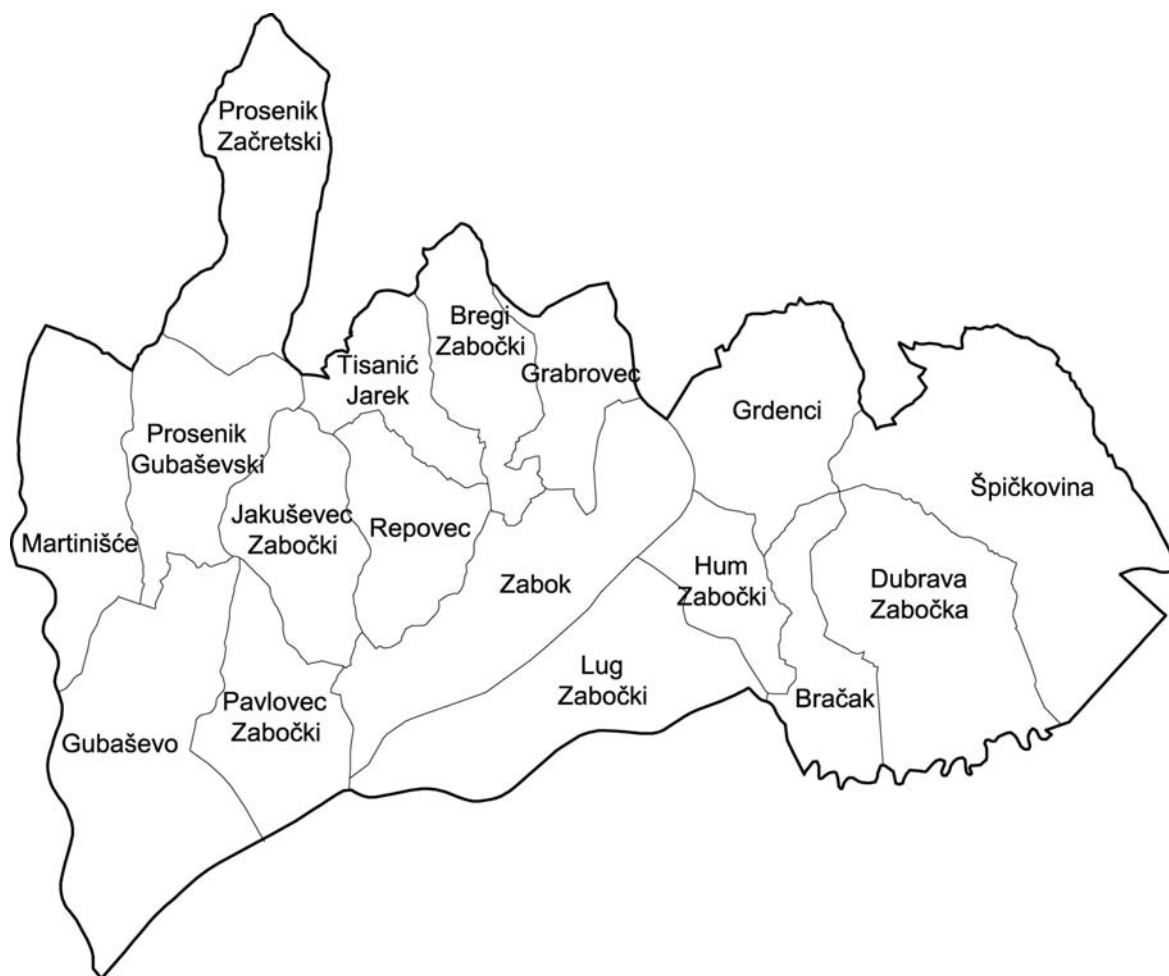 Prosenik
Začretski
Bregi
Zabočki
Tisanić
Jarek
Grabrovec
Grdenci
Prosenik
Gubaševski
Špičkovina
Jakuševec
Zabočki
Repovec
Martinišće
Hum
Zabočki
Dubrava
Zabočka
Zabok
Lug
Zabočki
Bračak
Pavlovec
Zabočki
Gubaševo